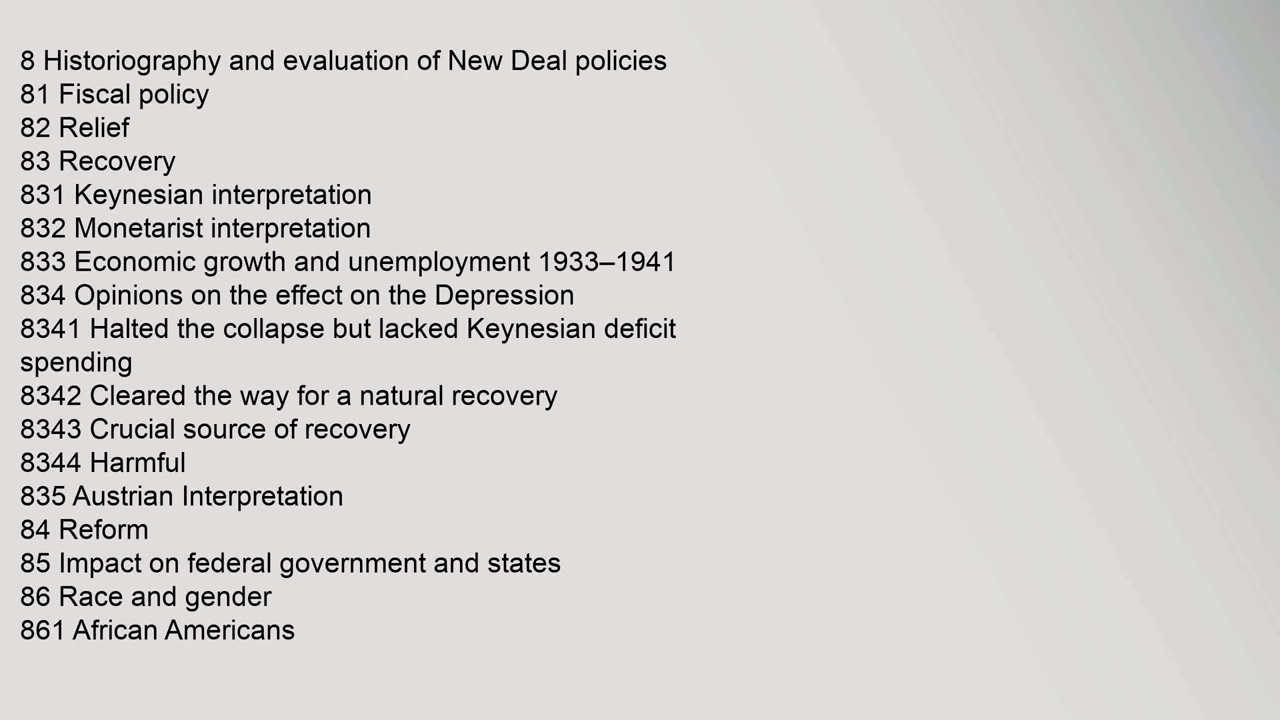 8 Historiography and evaluation of New Deal policies
81 Fiscal policy
82 Relief
83 Recovery
831 Keynesian interpretation
832 Monetarist interpretation
833 Economic growth and unemployment 1933–1941
834 Opinions on the effect on the Depression
8341 Halted the collapse but lacked Keynesian deficit
spending
8342 Cleared the way for a natural recovery
8343 Crucial source of recovery
8344 Harmful
835 Austrian Interpretation
84 Reform
85 Impact on federal government and states
86 Race and gender
861 African Americans